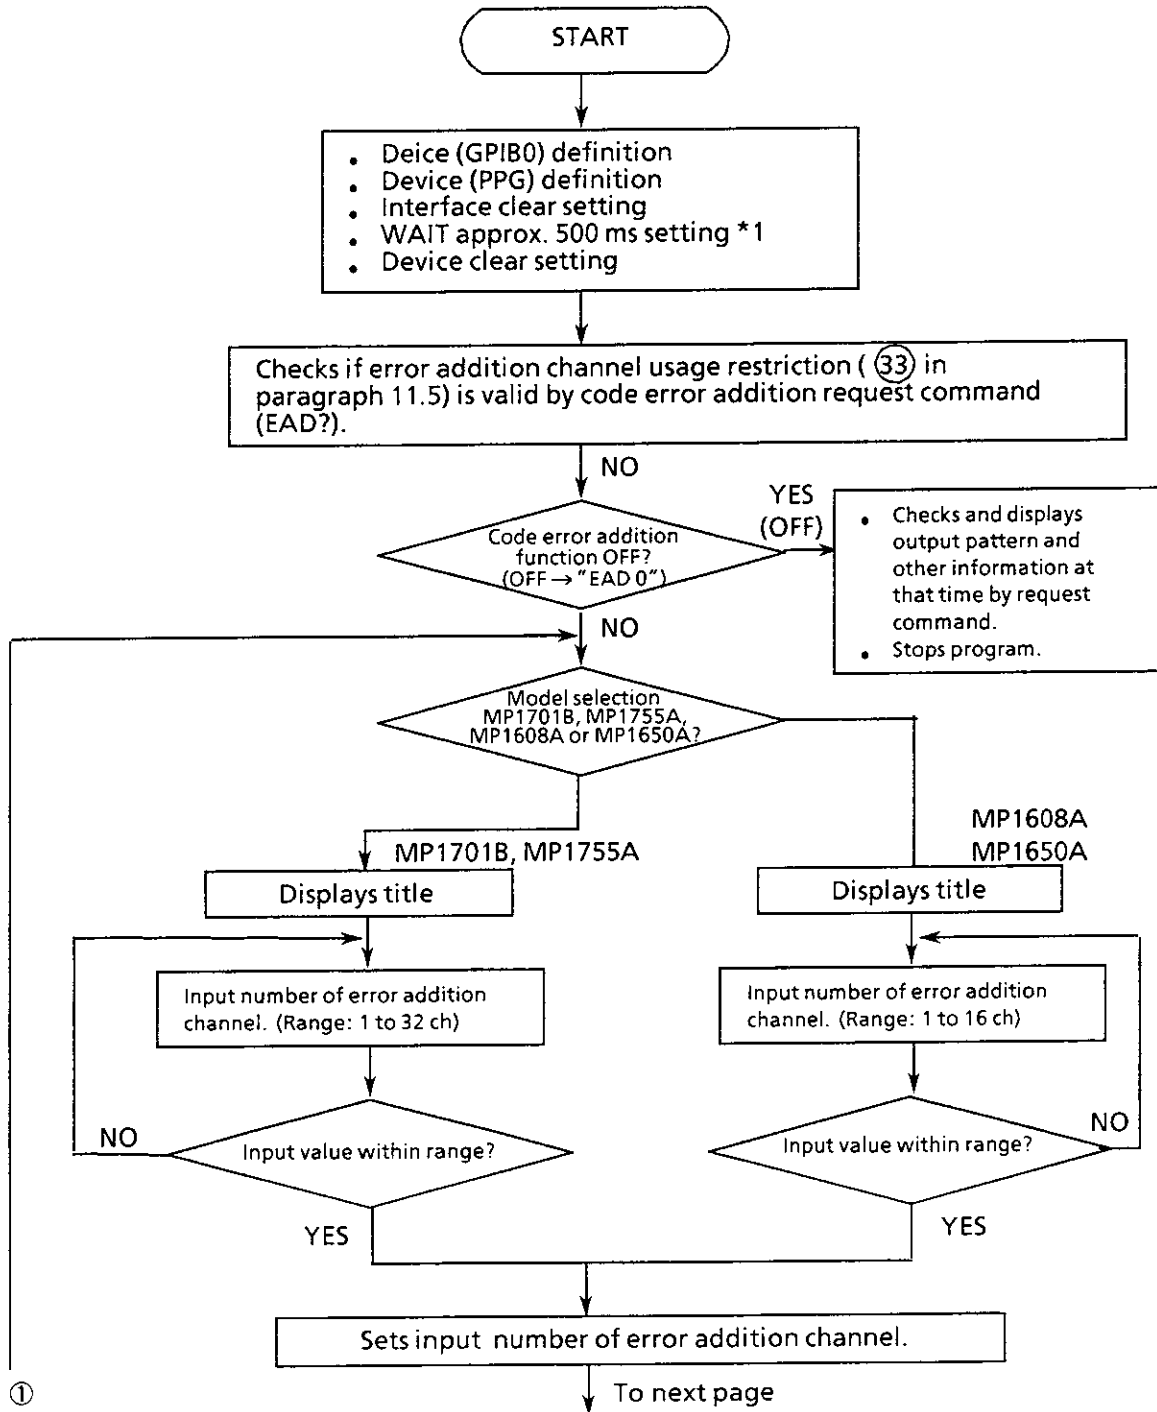 START
• Deice (GPIB0) definition
• Device (PPG) definition
• Interface clear setting
• WAIT approx. 500 ms setting *1
• Device clear setting
Checks if error addition channel usage restriction ( ㉝ in
paragraph 11.5) is valid by code error addition request command
(EAD?).
NO
Code error addition
function OFF?
(OFF → "EAD 0")
YES
(OFF)
• Checks and displays
output pattern and
other information at
that time by request
command.
• Stops program.
NO
Model selection
MP1701B, MP1755A,
MP1608A or MP1650A?
MP1701B, MP1755A
MP1608A
MP1650A
Displays title
Displays title
Input number of error addition
channel. (Range: 1 to 32 ch)
Input number of error addition
channel. (Range: 1 to 16 ch)
NO
Input value within range?
Input value within range?
NO
YES
YES
Sets input number of error addition channel.
①
To next page